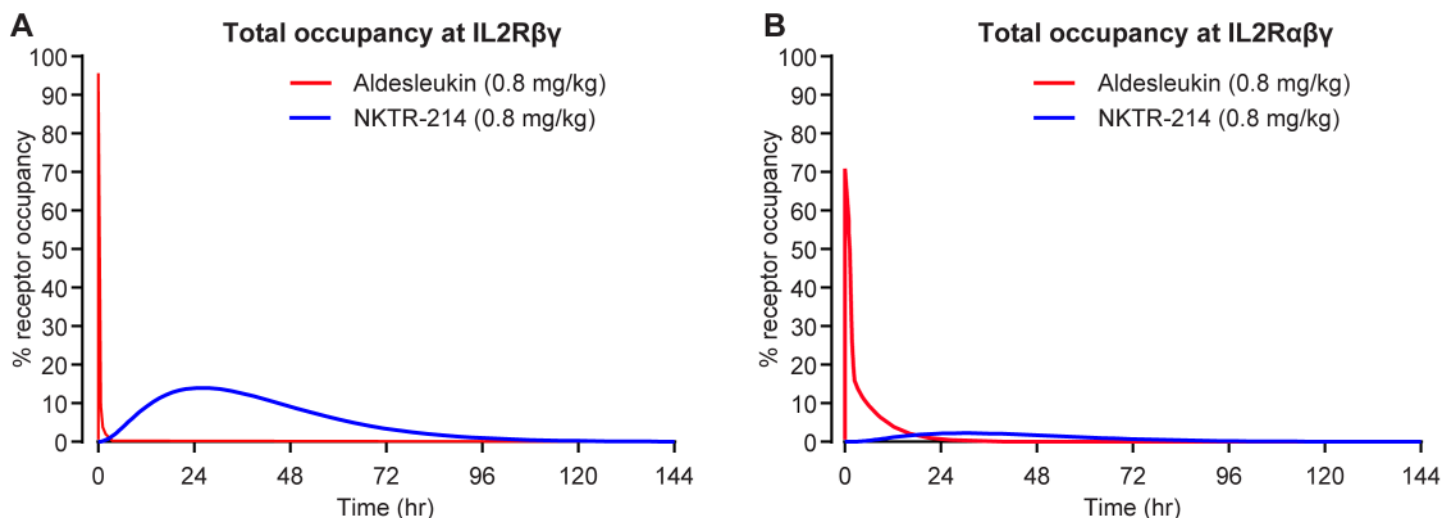 A
Total occupancy at IL2Rβγ
Aldesleukin (0.8 mg/kg)
NKTR-214 (0.8 mg/kg)
% receptor occupancy
100
90
80
70
60
50
40
30
20
10
0
0 24 48 72 96 120 144
Time (hr)
B
Total occupancy at IL2Rαβγ
Aldesleukin (0.8 mg/kg)
NKTR-214 (0.8 mg/kg)
% receptor occupancy
100
90
80
70
60
50
40
30
20
10
0
0 24 48 72 96 120 144
Time (hr)